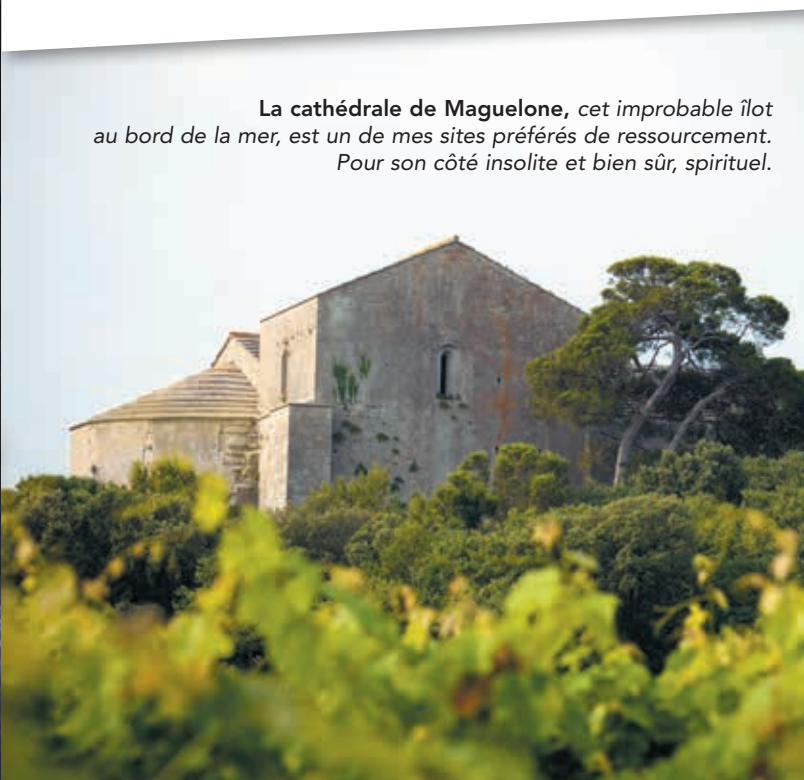 La cathédrale de Maguelone, cet improbable îlot
au bord de la mer, est un de mes sites préférés de ressourcement.
Pour son côté insolite et bien sûr, spirituel.